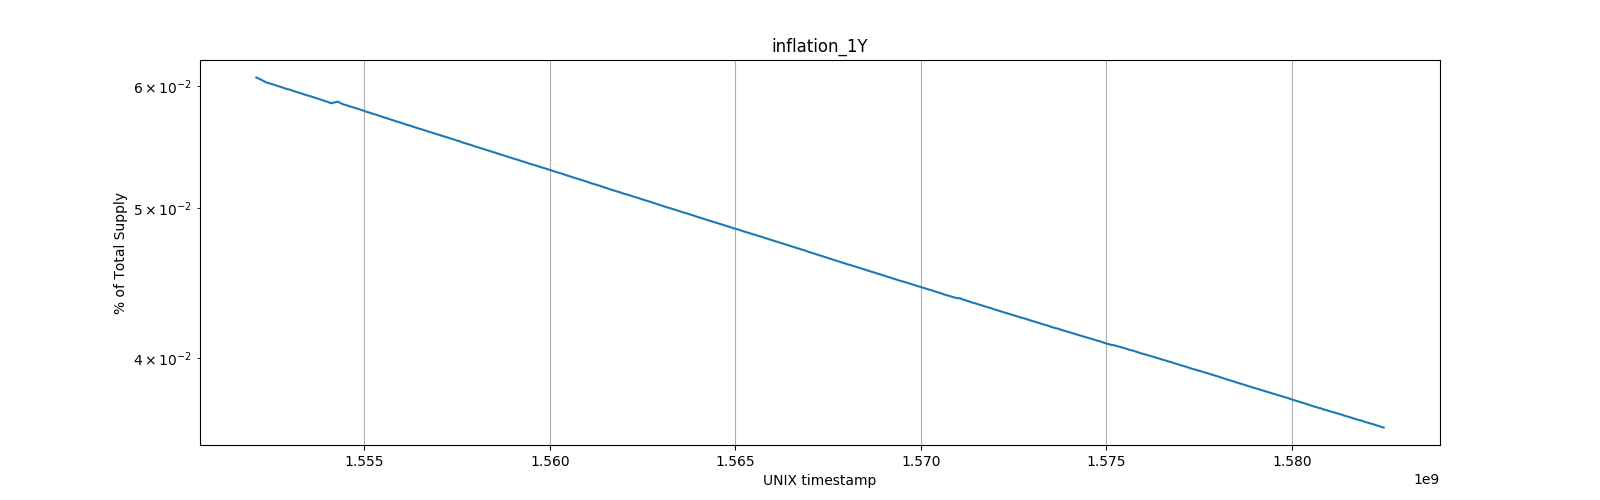 inflation_1Y
6 × 10⁻²
5 × 10⁻²
4 × 10⁻²
% of Total Supply
1.555 1.560 1.565 1.570 1.575 1.580
1e9
UNIX timestamp